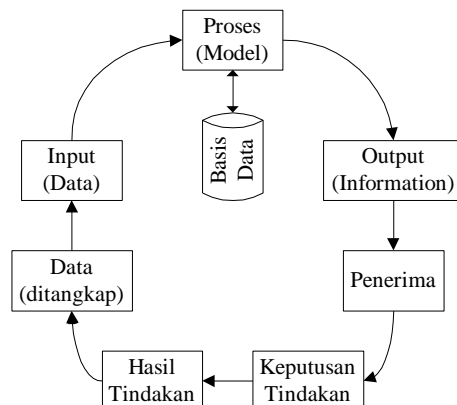 Proses
(Model)
Basis
Data
Input
(Data)
Output
(Information)
Data
(ditangkap)
Penerima
Hasil
Tindakan
Keputusan
Tindakan